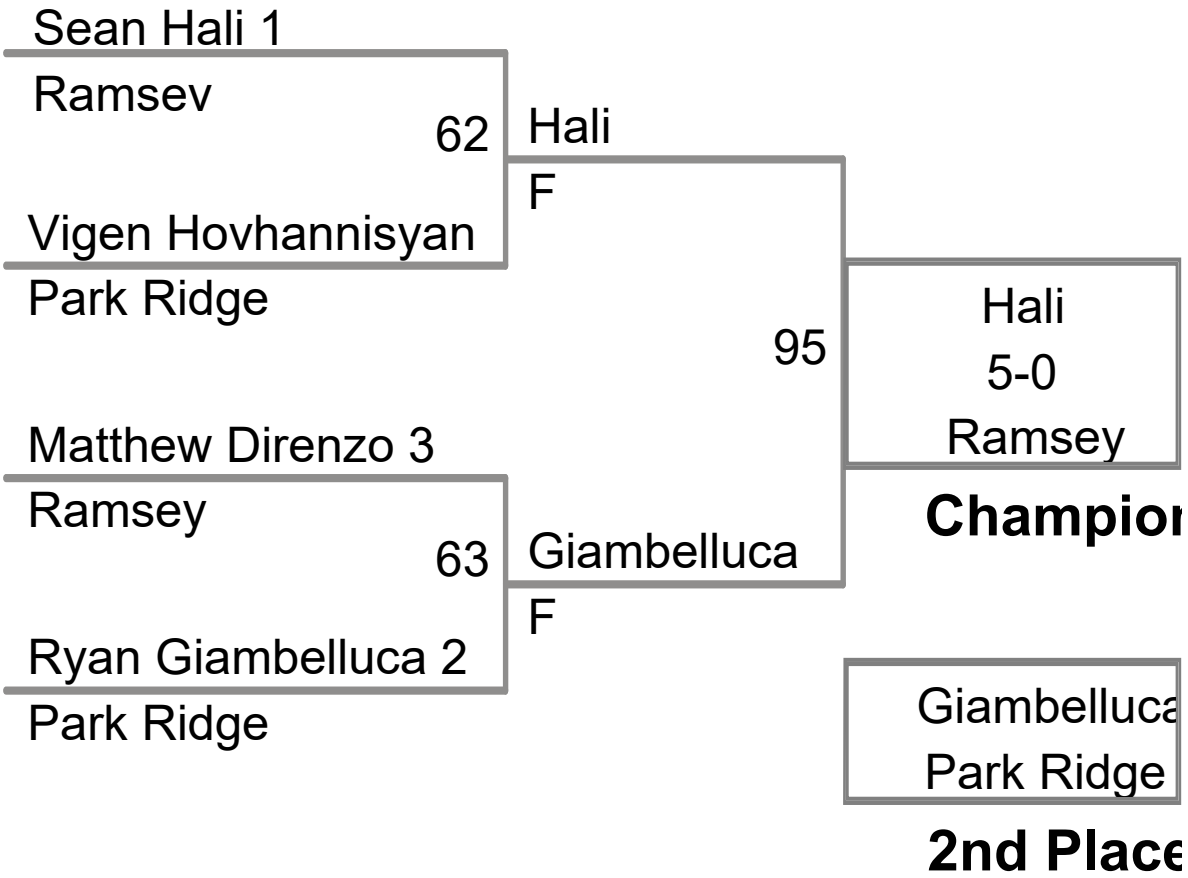 Sean Hali 1
Ramsev
62
Hali
F
Vigen Hovhannisyan
Park Ridge
95
Hali
5-0
Ramsey
Champion
Matthew Direnzo 3
Ramsey
63
Giambelluca
F
Ryan Giambelluca 2
Park Ridge
Giambelluca
Park Ridge
2nd Place